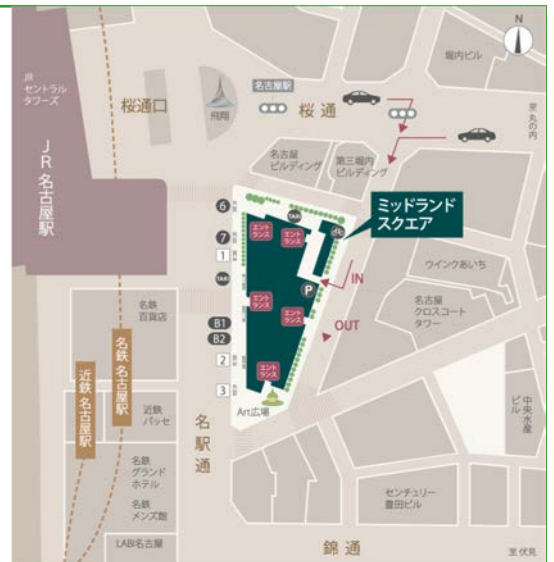 N
堀内ビル
JR
セントラル
タワーズ
桜通口
飛翔
名古屋駅
桜通
至丸の内
JR名古屋駅
名古屋
ビルディング
第三堀内
ビルディング
ミッドランド
スクエア
6
TAXI
エント
ランス
エント
ランス
7
1
TAXI
P
IN
ウインクあいち
名鉄
百貨店
エント
ランス
エント
ランス
名古屋
クロスコート
タワー
OUT
B1
B2
2
エント
ランス
3
Art広場
名鉄名古屋駅
近鉄名古屋駅
近鉄
パッセ
名駅通
中央水産
ビル
名鉄
グランド
ホテル
名鉄
メンズ館
センチュリー
豊田ビル
LABI名古屋
錦通
至伏見